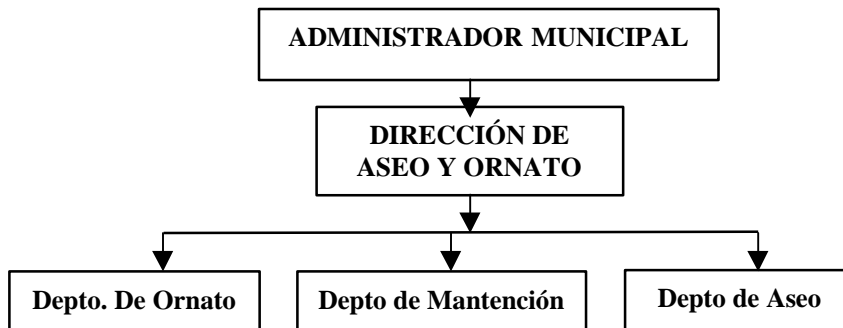 ADMINISTRADOR MUNICIPAL
DIRECCIÓN DE
ASEO Y ORNATO
Depto. De Ornato
Depto de Mantención
Depto de Aseo